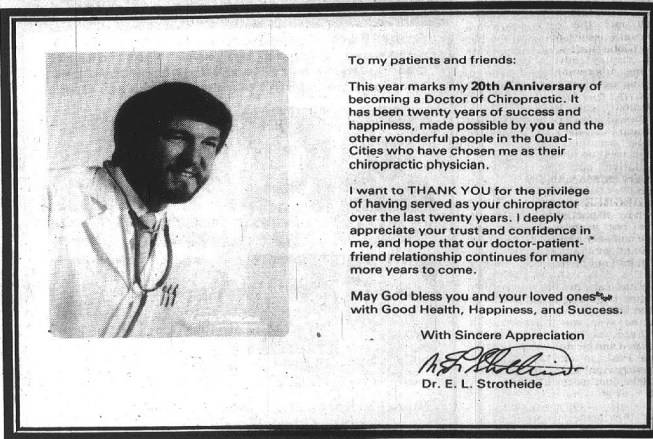 To my patients and friends:
This year marks my 20th Anniversary of
becoming a Doctor of Chiropractic. It
has been twenty years of success and
happiness, made possible by you and the
other wonderful people in the Quad-
Cities who have chosen me as their
chiropractic physician.
I want to THANK YOU for the privilege
of having served as your chiropractor
over the last twenty years. I deeply
appreciate your trust and confidence in
me, and hope that our doctor-patient-
friend relationship continues for many
more years to come.
May God bless you and your loved ones
with Good Health, Happiness, and Success.
With Sincere Appreciation
Dr. E. L. Strotheide